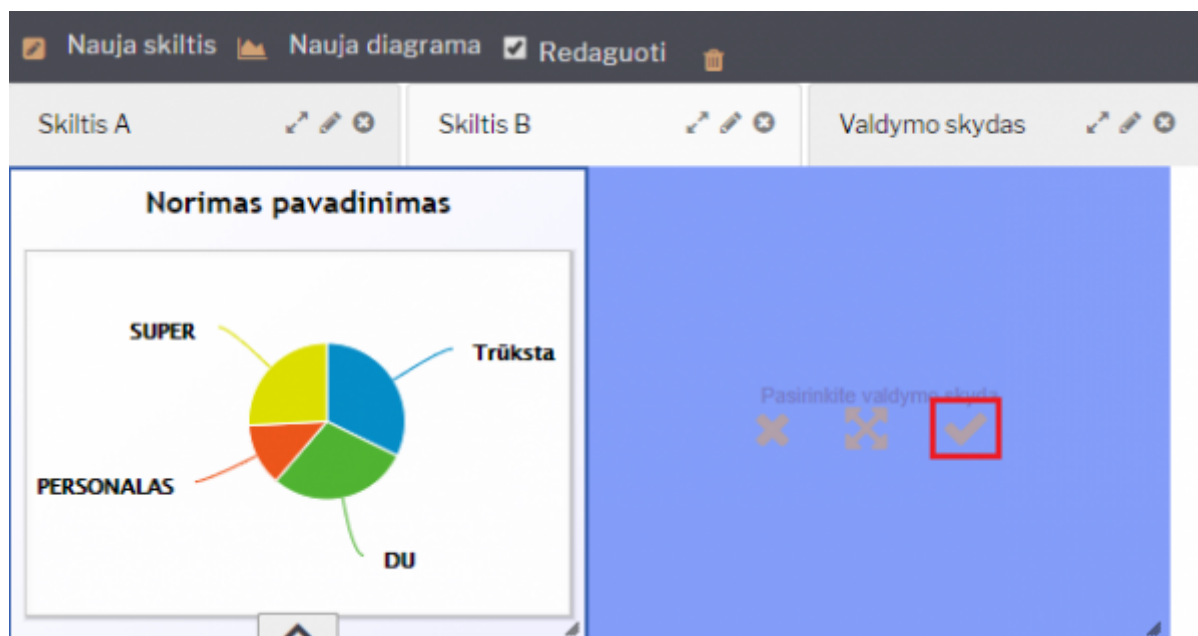 Nauja skiltis Nauja diagrama Redaguoti
Skiltis A Skiltis B Valdymo skydas
Norimas pavadinimas
SUPER
Trūksta
PERSONALAS
DU
Pasirinkite valdymo skydą